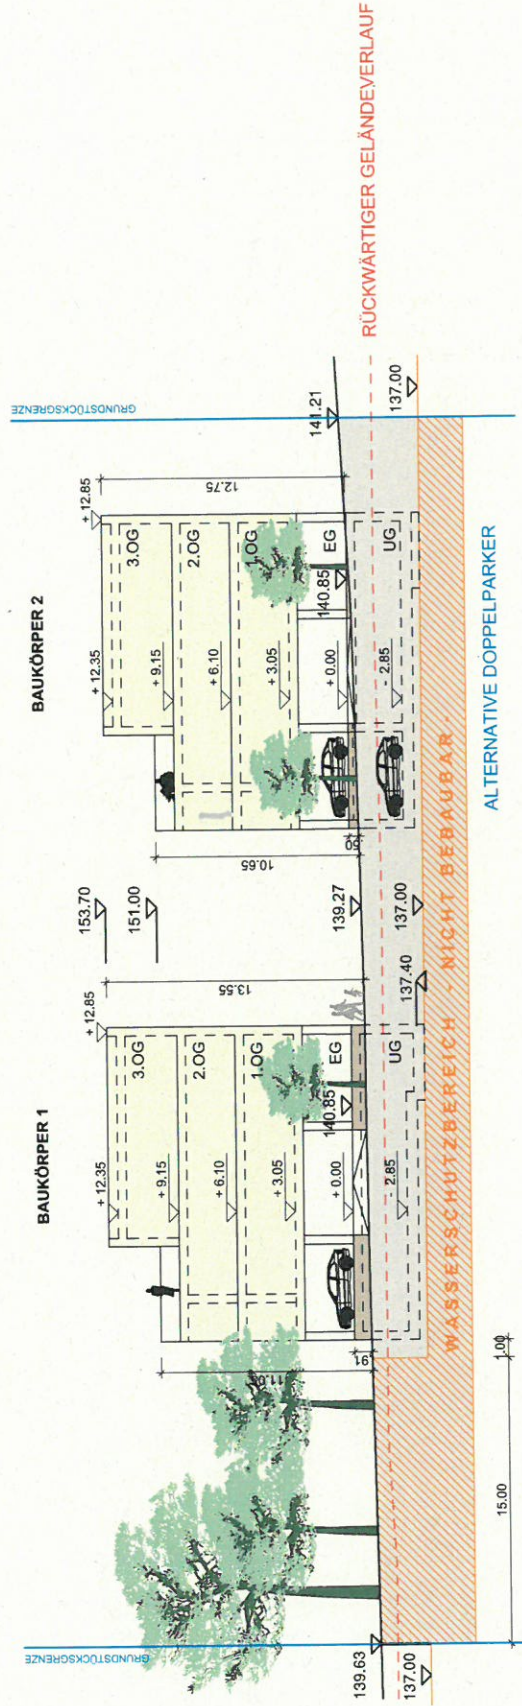 GRUNDSTÜCKSGRENZE
GRUNDSTÜCKSGRENZE
BAUKÖRPER 1
BAUKÖRPER 2
153.70
151.00
+ 12.85
+ 12.35
3.OG
+ 9.15
2.OG
+ 6.10
1.OG
+ 3.05
EG
+ 0.00
140.85
UG
- 2.85
13.55
.91
+ 12.85
+ 12.35
3.OG
+ 9.15
2.OG
+ 6.10
1.OG
+ 3.05
EG
+ 0.00
140.85
UG
- 2.85
12.75
10.65
.50
139.63
137.00
139.27
137.00
137.40
141.21
137.00
RÜCKWÄRTIGER GELÄNDEVERLAUF
WASSERSCHUTZBEREICH - NICHT BEBAUBAR -
15.00
1.00
ALTERNATIVE DOPPELPARKER